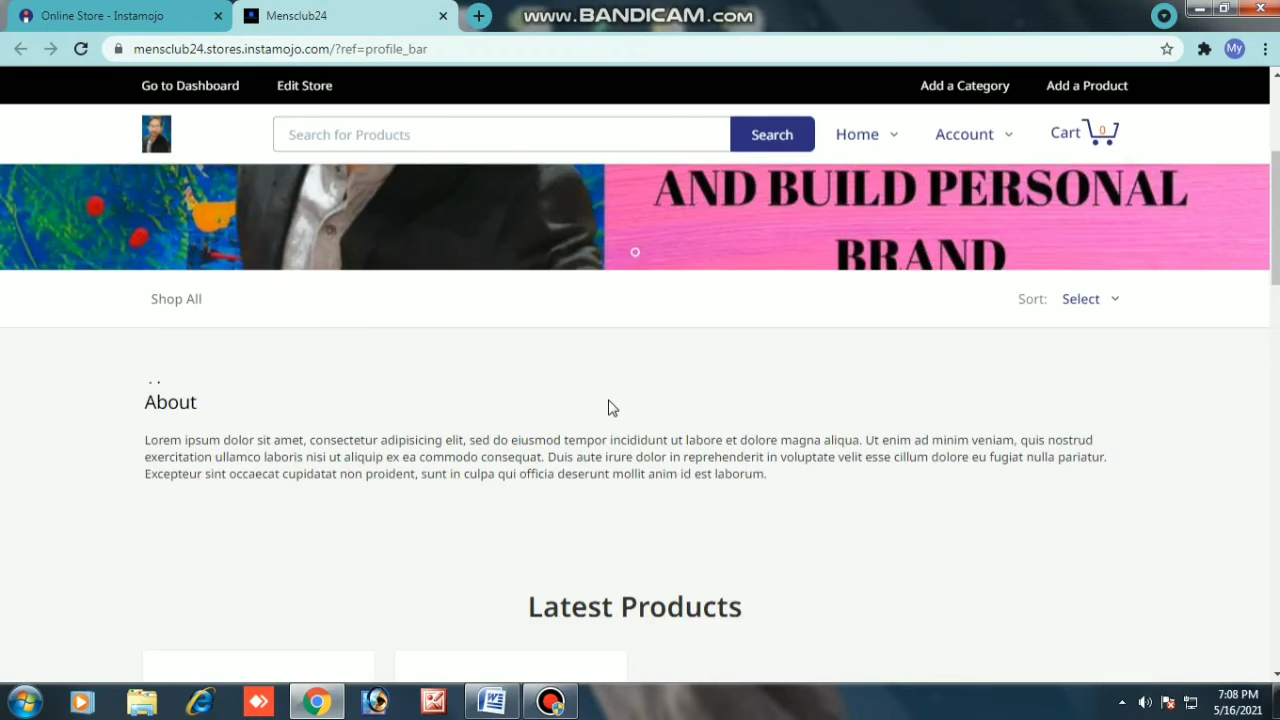 Online Store - Instamojo
Mensclub24
www.BANDICAM.com
mensclub24.stores.instamojo.com/?ref=profile_bar
My
Go to Dashboard
Edit Store
Add a Category
Add a Product
Search for Products
Search
Home
Account
Cart
0
AND BUILD PERSONAL
BRAND
Shop All
Sort:
Select
About
Lorem ipsum dolor sit amet, consectetur adipisicing elit, sed do eiusmod tempor incididunt ut labore et dolore magna aliqua. Ut enim ad minim veniam, quis nostrud
exercitation ullamco laboris nisi ut aliquip ex ea commodo consequat. Duis aute irure dolor in reprehenderit in voluptate velit esse cillum dolore eu fugiat nulla pariatur.
Excepteur sint occaecat cupidatat non proident, sunt in culpa qui officia deserunt mollit anim id est laborum.
Latest Products
7:08 PM
5/16/2021